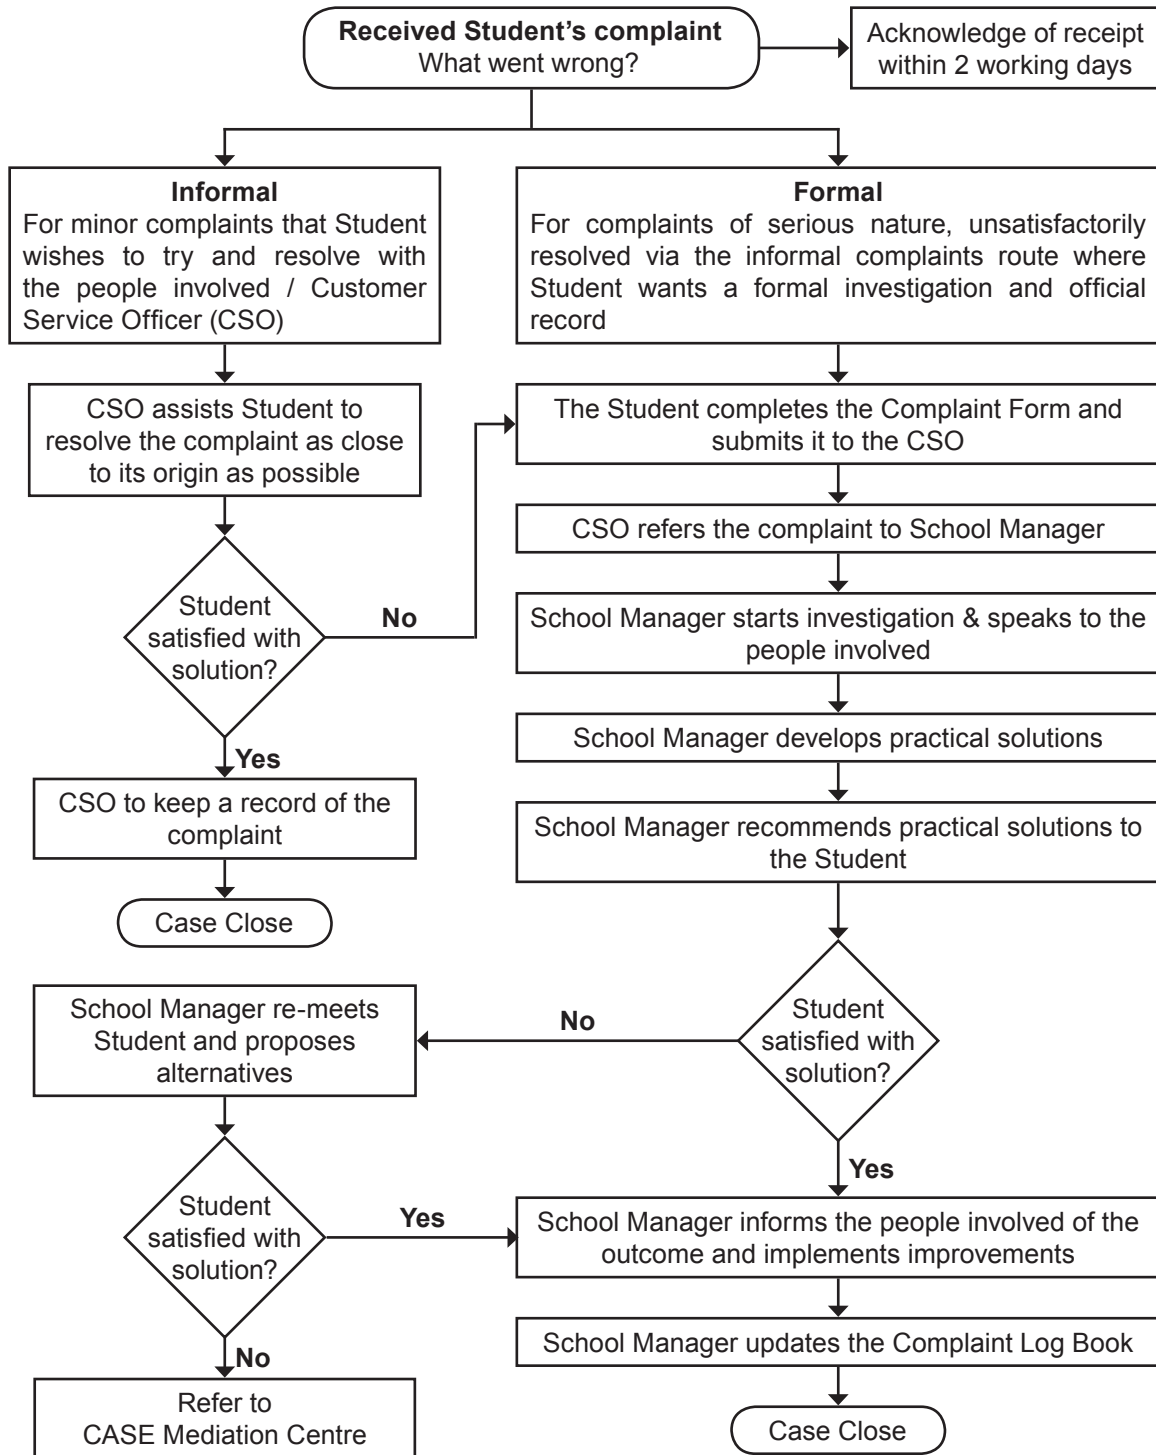 Received Student's complaint
What went wrong?
Acknowledge of receipt
within 2 working days
Informal
For minor complaints that Student
wishes to try and resolve with
the people involved / Customer
Service Officer (CSO)
Formal
For complaints of serious nature, unsatisfactorily
resolved via the informal complaints route where
Student wants a formal investigation and official
record
CSO assists Student to
resolve the complaint as close
to its origin as possible
The Student completes the Complaint Form and
submits it to the CSO
CSO refers the complaint to School Manager
Student
satisfied with
solution?
No
School Manager starts investigation & speaks to the
people involved
School Manager develops practical solutions
Yes
CSO to keep a record of the
complaint
School Manager recommends practical solutions to
the Student
Case Close
Student
satisfied with
solution?
No
School Manager re-meets
Student and proposes
alternatives
Yes
Student
satisfied with
solution?
Yes
School Manager informs the people involved of the
outcome and implements improvements
School Manager updates the Complaint Log Book
No
Refer to
CASE Mediation Centre
Case Close